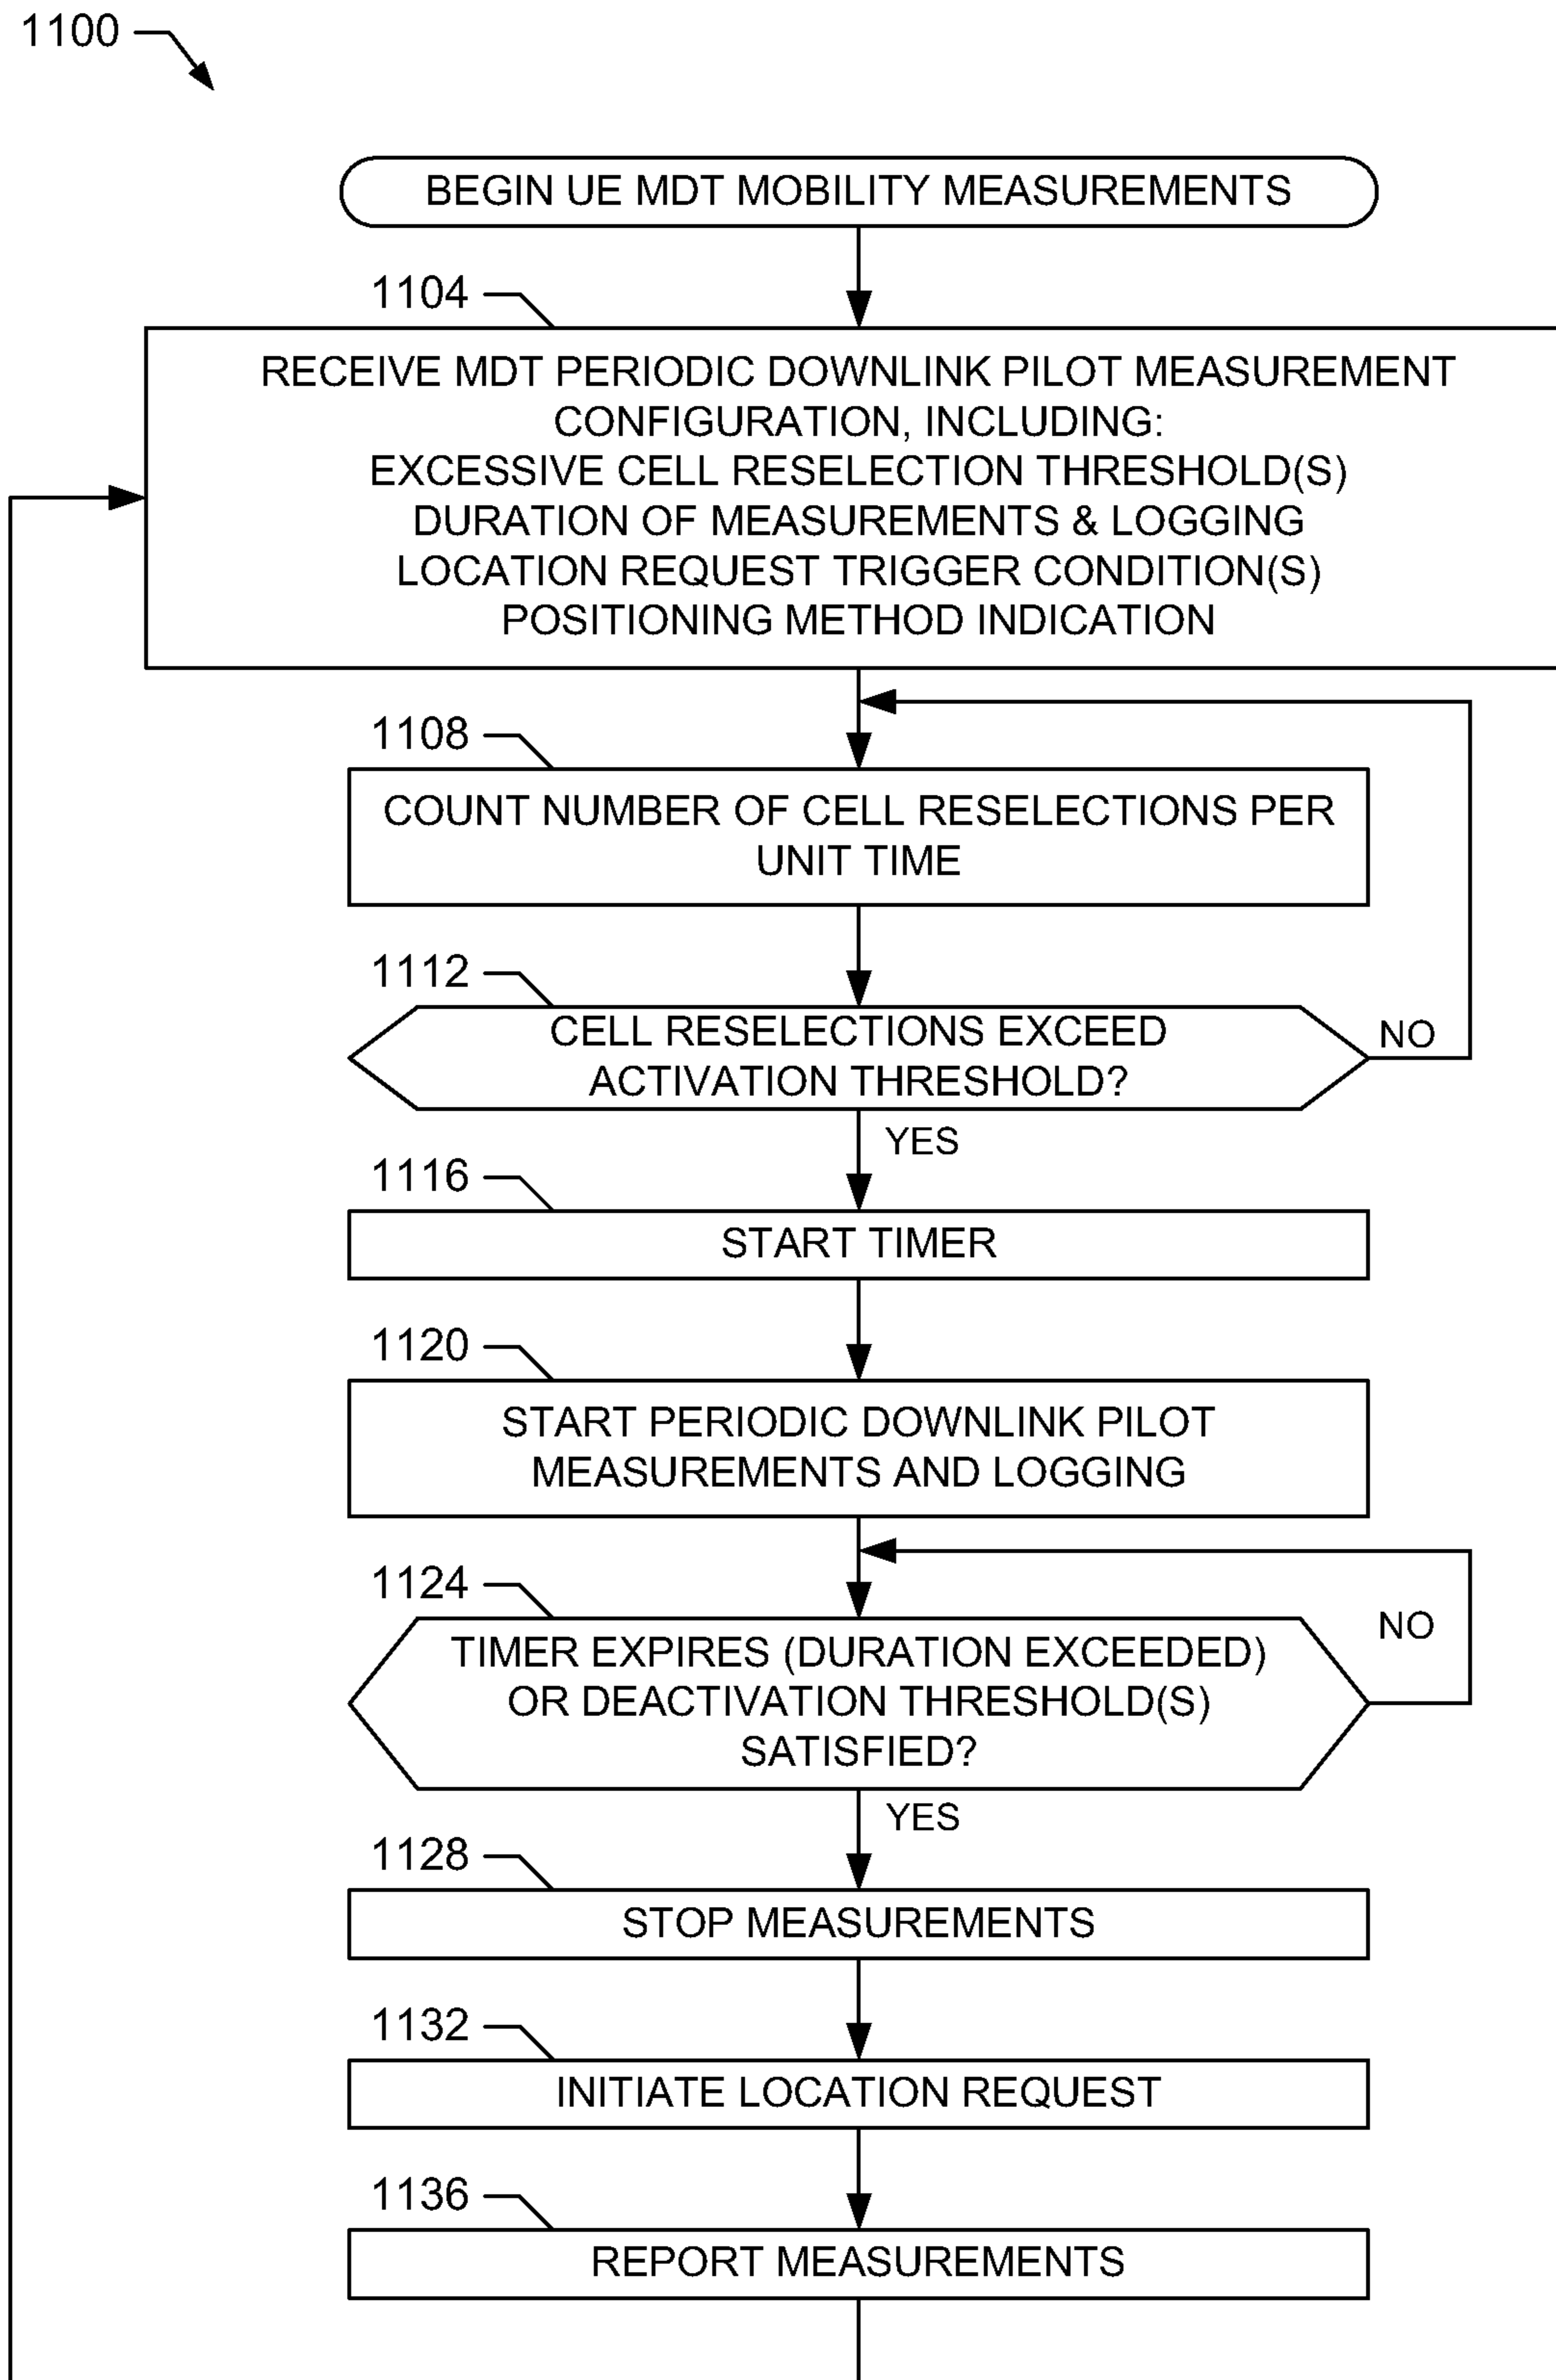 1100
BEGIN UE MDT MOBILITY MEASUREMENTS
1104
RECEIVE MDT PERIODIC DOWNLINK PILOT MEASUREMENT
CONFIGURATION, INCLUDING:
EXCESSIVE CELL RESELECTION THRESHOLD(S)
DURATION OF MEASUREMENTS & LOGGING
LOCATION REQUEST TRIGGER CONDITION(S)
POSITIONING METHOD INDICATION
1108
COUNT NUMBER OF CELL RESELECTIONS PER
UNIT TIME
1112
CELL RESELECTIONS EXCEED
ACTIVATION THRESHOLD?
NO
YES
1116
START TIMER
1120
START PERIODIC DOWNLINK PILOT
MEASUREMENTS AND LOGGING
1124
TIMER EXPIRES (DURATION EXCEEDED)
OR DEACTIVATION THRESHOLD(S)
SATISFIED?
NO
YES
1128
STOP MEASUREMENTS
1132
INITIATE LOCATION REQUEST
1136
REPORT MEASUREMENTS